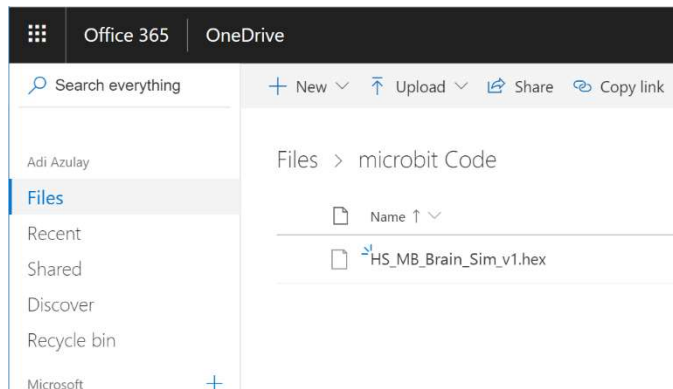 Office 365 OneDrive
Search everything
New Upload Share Copy link
Adi Azulay
Files
Recent
Shared
Discover
Recycle bin
Microsoft
Files > microbit Code
Name
HS_MB_Brain_Sim_v1.hex